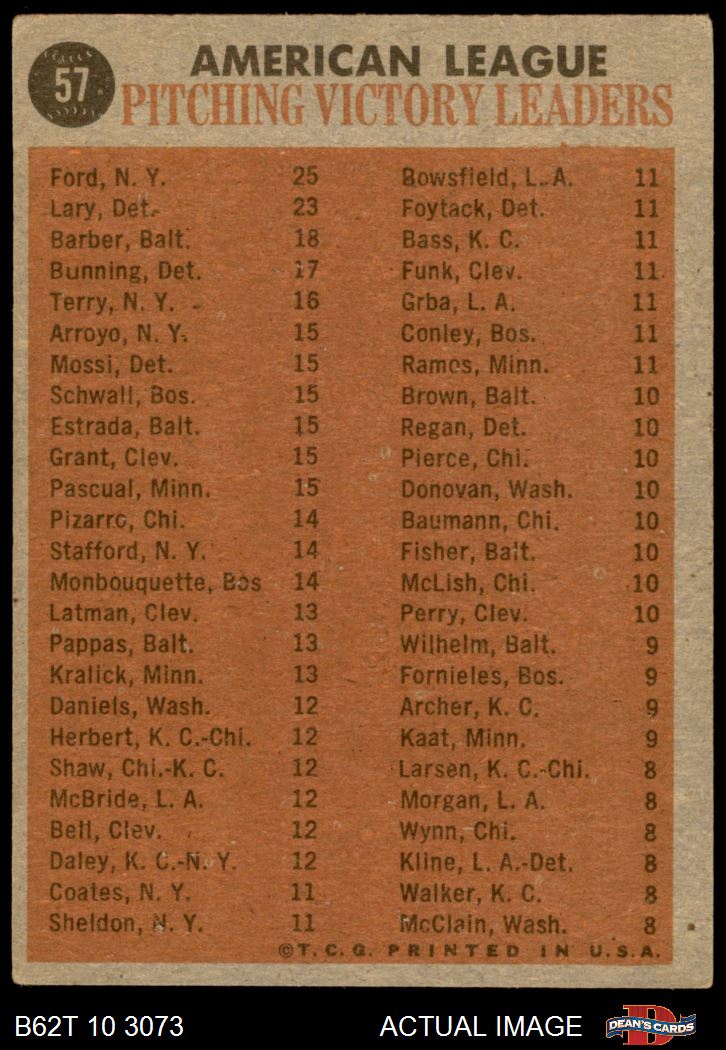 57
AMERICAN LEAGUE
PITCHING VICTORY LEADERS
Ford, N. Y. 25
Lary, Det. 23
Barber, Balt. 18
Bunning, Det. 17
Terry, N. Y. 16
Arroyo, N. Y. 15
Mossi, Det. 15
Schwall, Bos. 15
Estrada, Balt. 15
Grant, Clev. 15
Pascual, Minn. 15
Pizarro, Chi. 14
Stafford, N. Y. 14
Monbouquette, Bos 14
Latman, Clev. 13
Pappas, Balt. 13
Kralick, Minn. 13
Daniels, Wash. 12
Herbert, K. C.-Chi. 12
Shaw, Chi.-K. C. 12
McBride, L. A. 12
Bell, Clev. 12
Daley, K. C.-N. Y. 12
Coates, N. Y. 11
Sheldon, N. Y. 11
Bowsfield, L. A. 11
Foytack, Det. 11
Bass, K. C. 11
Funk, Clev. 11
Grba, L. A. 11
Conley, Bos. 11
Ramos, Minn. 11
Brown, Balt. 10
Regan, Det. 10
Pierce, Chi. 10
Donovan, Wash. 10
Baumann, Chi. 10
Fisher, Balt. 10
McLish, Chi. 10
Perry, Clev. 10
Wilhelm, Balt. 9
Fornieles, Bos. 9
Archer, K. C. 9
Kaat, Minn. 9
Larsen, K. C.-Chi. 8
Morgan, L. A. 8
Wynn, Chi. 8
Kline, L. A.-Det. 8
Walker, K. C. 8
McClain, Wash. 8
©T. C. G. PRINTED IN U.S.A.
B62T 10 3073 ACTUAL IMAGE
DEAN'S CARDS